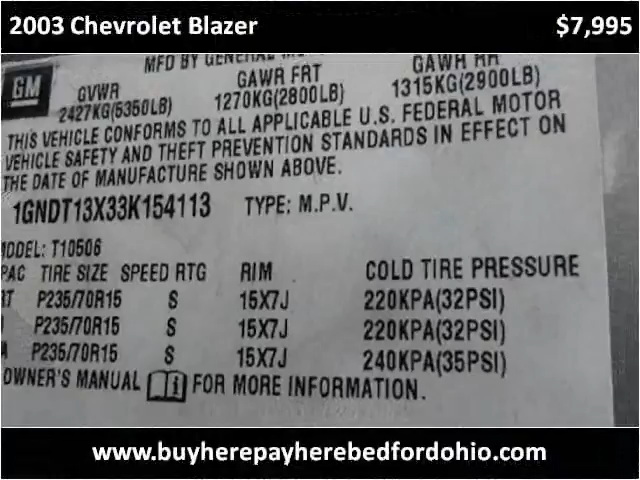 2003 Chevrolet Blazer $7,995
MFD BY GENERAL
GM GVWR GAWR FRT GAWR RR
2427KG(5350LB) 1270KG(2800LB) 1315KG(2900LB)
THIS VEHICLE CONFORMS TO ALL APPLICABLE U.S. FEDERAL MOTOR
VEHICLE SAFETY AND THEFT PREVENTION STANDARDS IN EFFECT ON
THE DATE OF MANUFACTURE SHOWN ABOVE.
1GNDT13X33K154113 TYPE: M.P.V.
MODEL: T10506
PAC TIRE SIZE SPEED RTG RIM COLD TIRE PRESSURE
RT P235/70R15 S 15X7J 220KPA(32PSI)
P235/70R15 S 15X7J 220KPA(32PSI)
P235/70R15 S 15X7J 240KPA(35PSI)
OWNER'S MANUAL FOR MORE INFORMATION.
www.buyherepayherebedfordohio.com